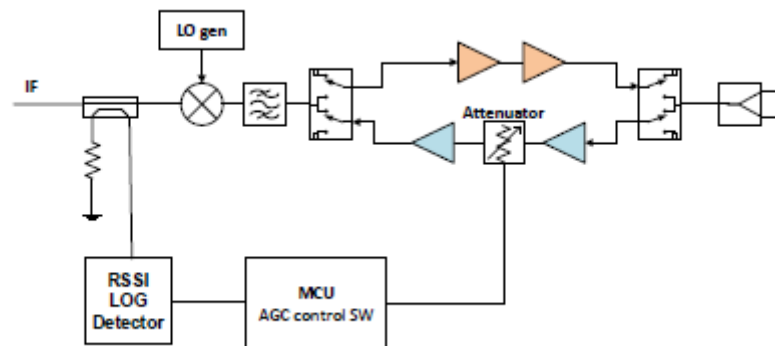 LO gen
IF
Attenuator
RSSI
LOG
Detector
MCU
AGC control SW